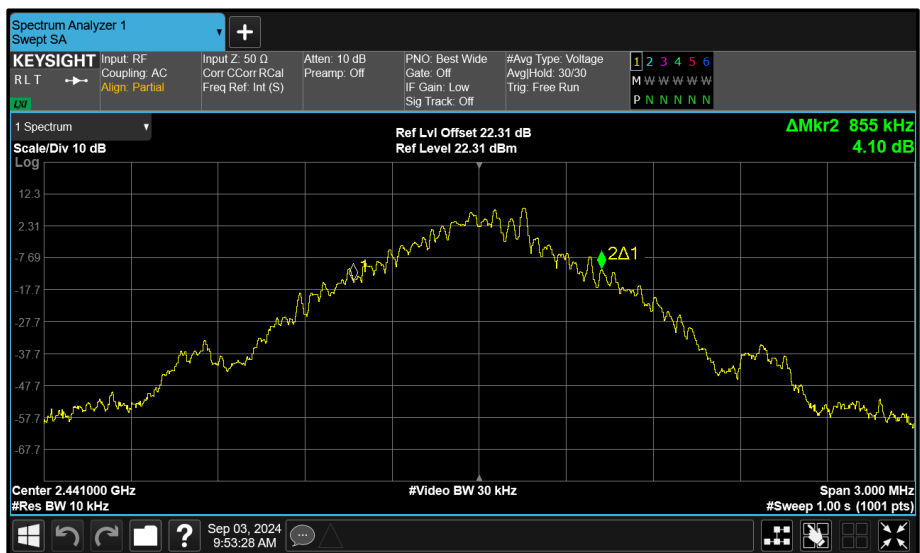 Spectrum Analyzer 1
Swept SA
+
KEYSIGHT
R L T
LXI
Input: RF
Coupling: AC
Align: Partial
Input Z: 50 Ω
Corr CCorr RCal
Freq Ref: Int (S)
Atten: 10 dB
Preamp: Off
PNO: Best Wide
Gate: Off
IF Gain: Low
Sig Track: Off
#Avg Type: Voltage
Avg|Hold: 30/30
Trig: Free Run
1 2 3 4 5 6
M W W W W W
P N N N N N
1 Spectrum
Scale/Div 10 dB
Log
Ref Lvl Offset 22.31 dB
Ref Level 22.31 dBm
ΔMkr2 855 kHz
4.10 dB
12.3
2.31
-7.69
-17.7
-27.7
-37.7
-47.7
-57.7
-67.7
1
2Δ1
Center 2.441000 GHz
#Res BW 10 kHz
#Video BW 30 kHz
Span 3.000 MHz
#Sweep 1.00 s (1001 pts)
?
Sep 03, 2024
9:53:28 AM